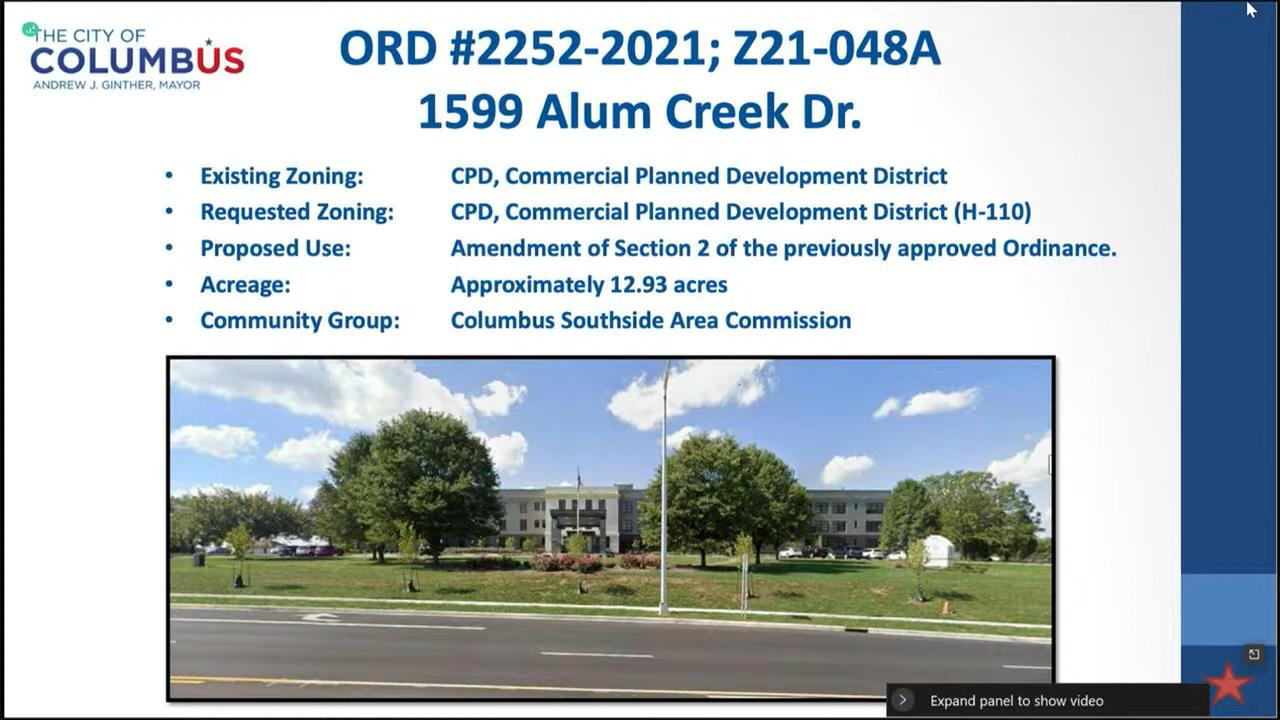 THE CITY OF
COLUMBUS
ANDREW J. GINTHER, MAYOR
ORD #2252-2021; Z21-048A
1599 Alum Creek Dr.
• Existing Zoning: CPD, Commercial Planned Development District
• Requested Zoning: CPD, Commercial Planned Development District (H-110)
• Proposed Use: Amendment of Section 2 of the previously approved Ordinance.
• Acreage: Approximately 12.93 acres
• Community Group: Columbus Southside Area Commission
Expand panel to show video